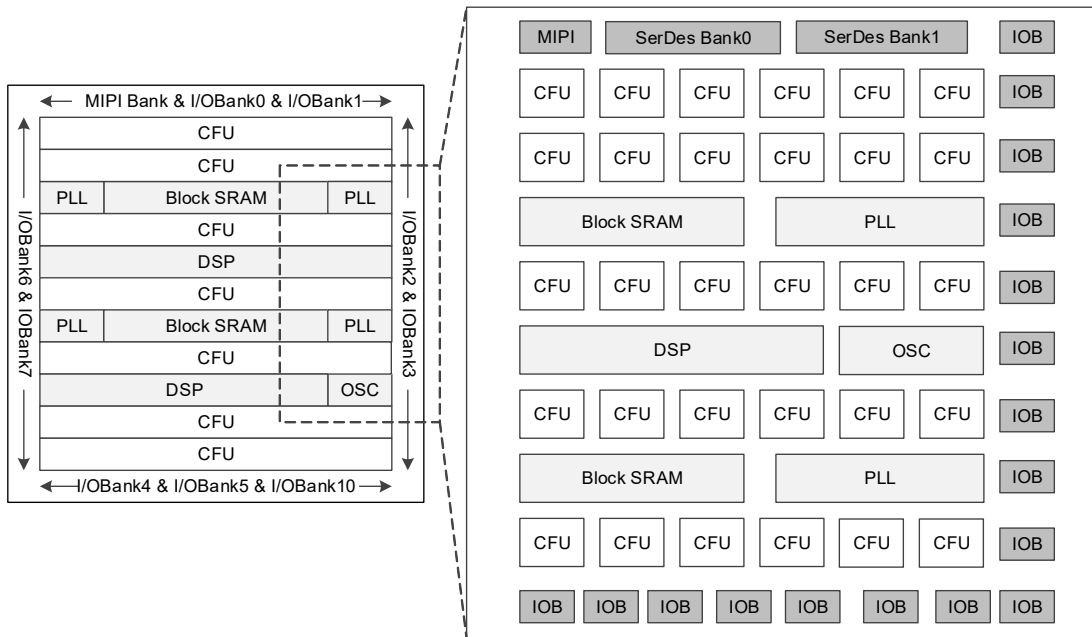 MIPI Bank & I/OBank0 & I/OBank1
I/OBank6 & IOBank7
CFU
CFU
PLL Block SRAM PLL
CFU
DSP
CFU
PLL Block SRAM PLL
CFU
DSP OSC
CFU
CFU
I/OBank2 & IOBank3
I/OBank4 & I/OBank5 & I/OBank10
MIPI SerDes Bank0 SerDes Bank1 IOB
CFU CFU CFU CFU CFU CFU IOB
CFU CFU CFU CFU CFU CFU IOB
Block SRAM PLL IOB
CFU CFU CFU CFU CFU CFU IOB
DSP OSC IOB
CFU CFU CFU CFU CFU CFU IOB
Block SRAM PLL IOB
CFU CFU CFU CFU CFU CFU IOB
IOB IOB IOB IOB IOB IOB IOB IOB